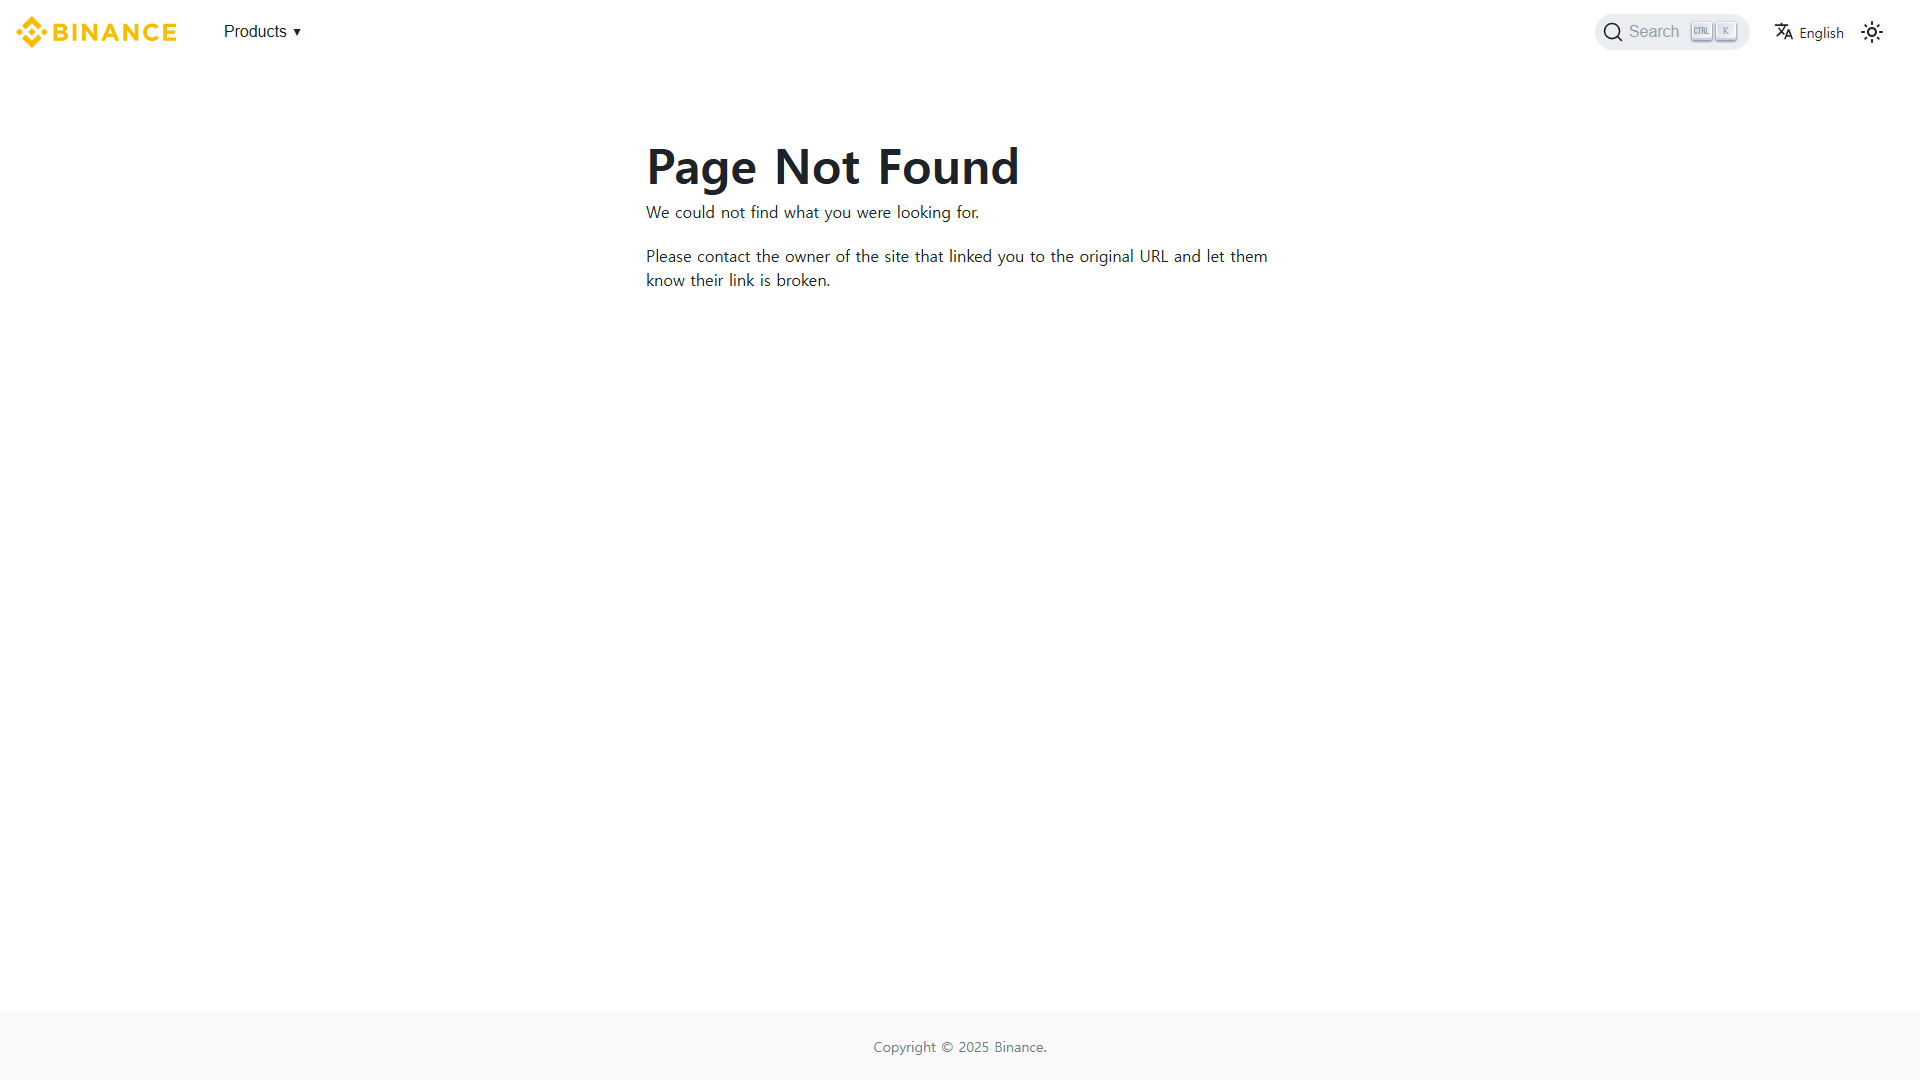 BINANCE
Products ▾
Search CTRL K
English
Page Not Found
We could not find what you were looking for.
Please contact the owner of the site that linked you to the original URL and let them
know their link is broken.
Copyright © 2025 Binance.